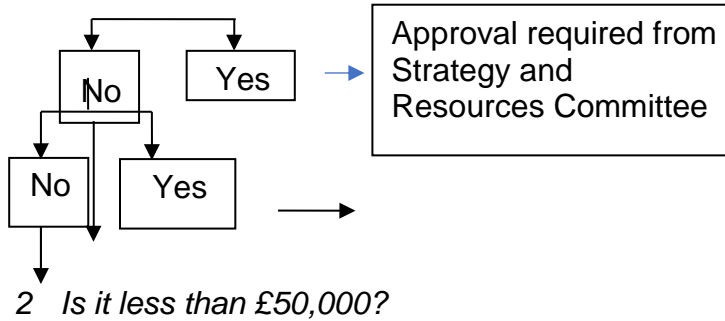 Approval required from
Strategy and
Resources Committee
No
Yes
No
Yes
2 Is it less than £50,000?